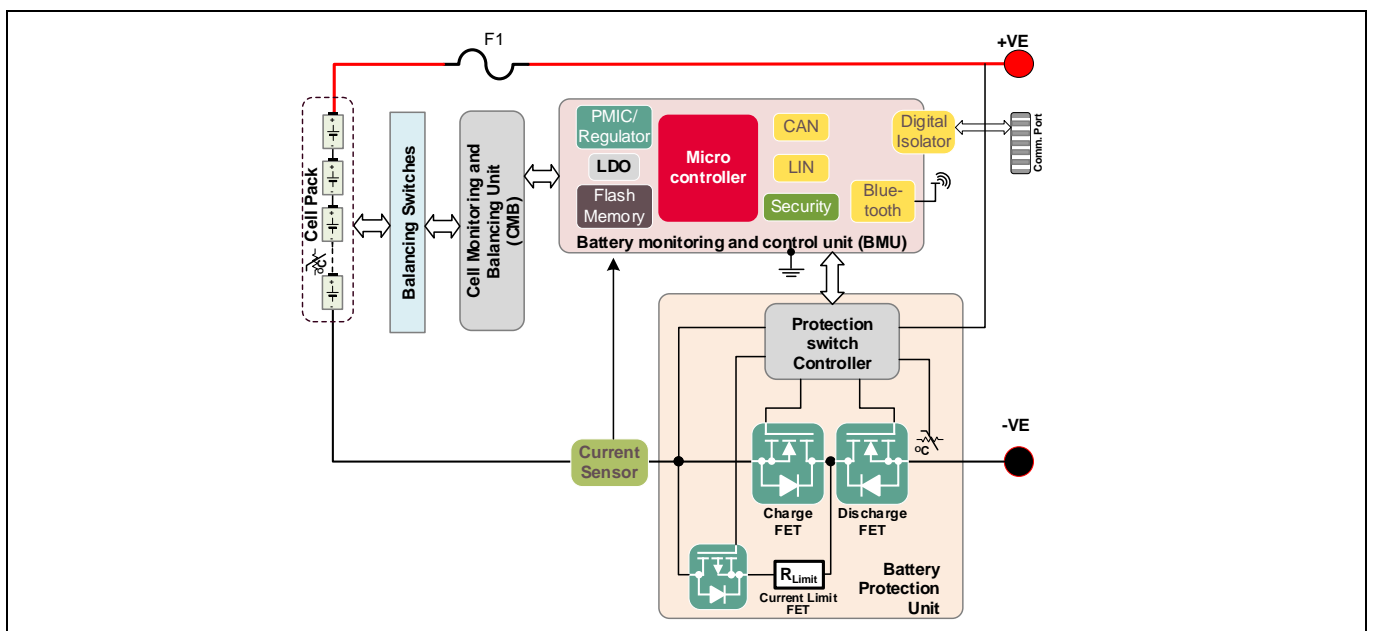 F1
+VE
Cell Pack
ºC
Balancing Switches
Cell Monitoring and
Balancing Unit
(CMB)
PMIC/
Regulator
LDO
Flash
Memory
Micro
controller
CAN
LIN
Security
Digital
Isolator
Blue-
tooth
Battery monitoring and control unit (BMU)
Comm. Port
Protection
switch
Controller
Current
Sensor
ºC
-VE
Charge
FET
Discharge
FET
RLimit
Current Limit
FET
Battery
Protection
Unit